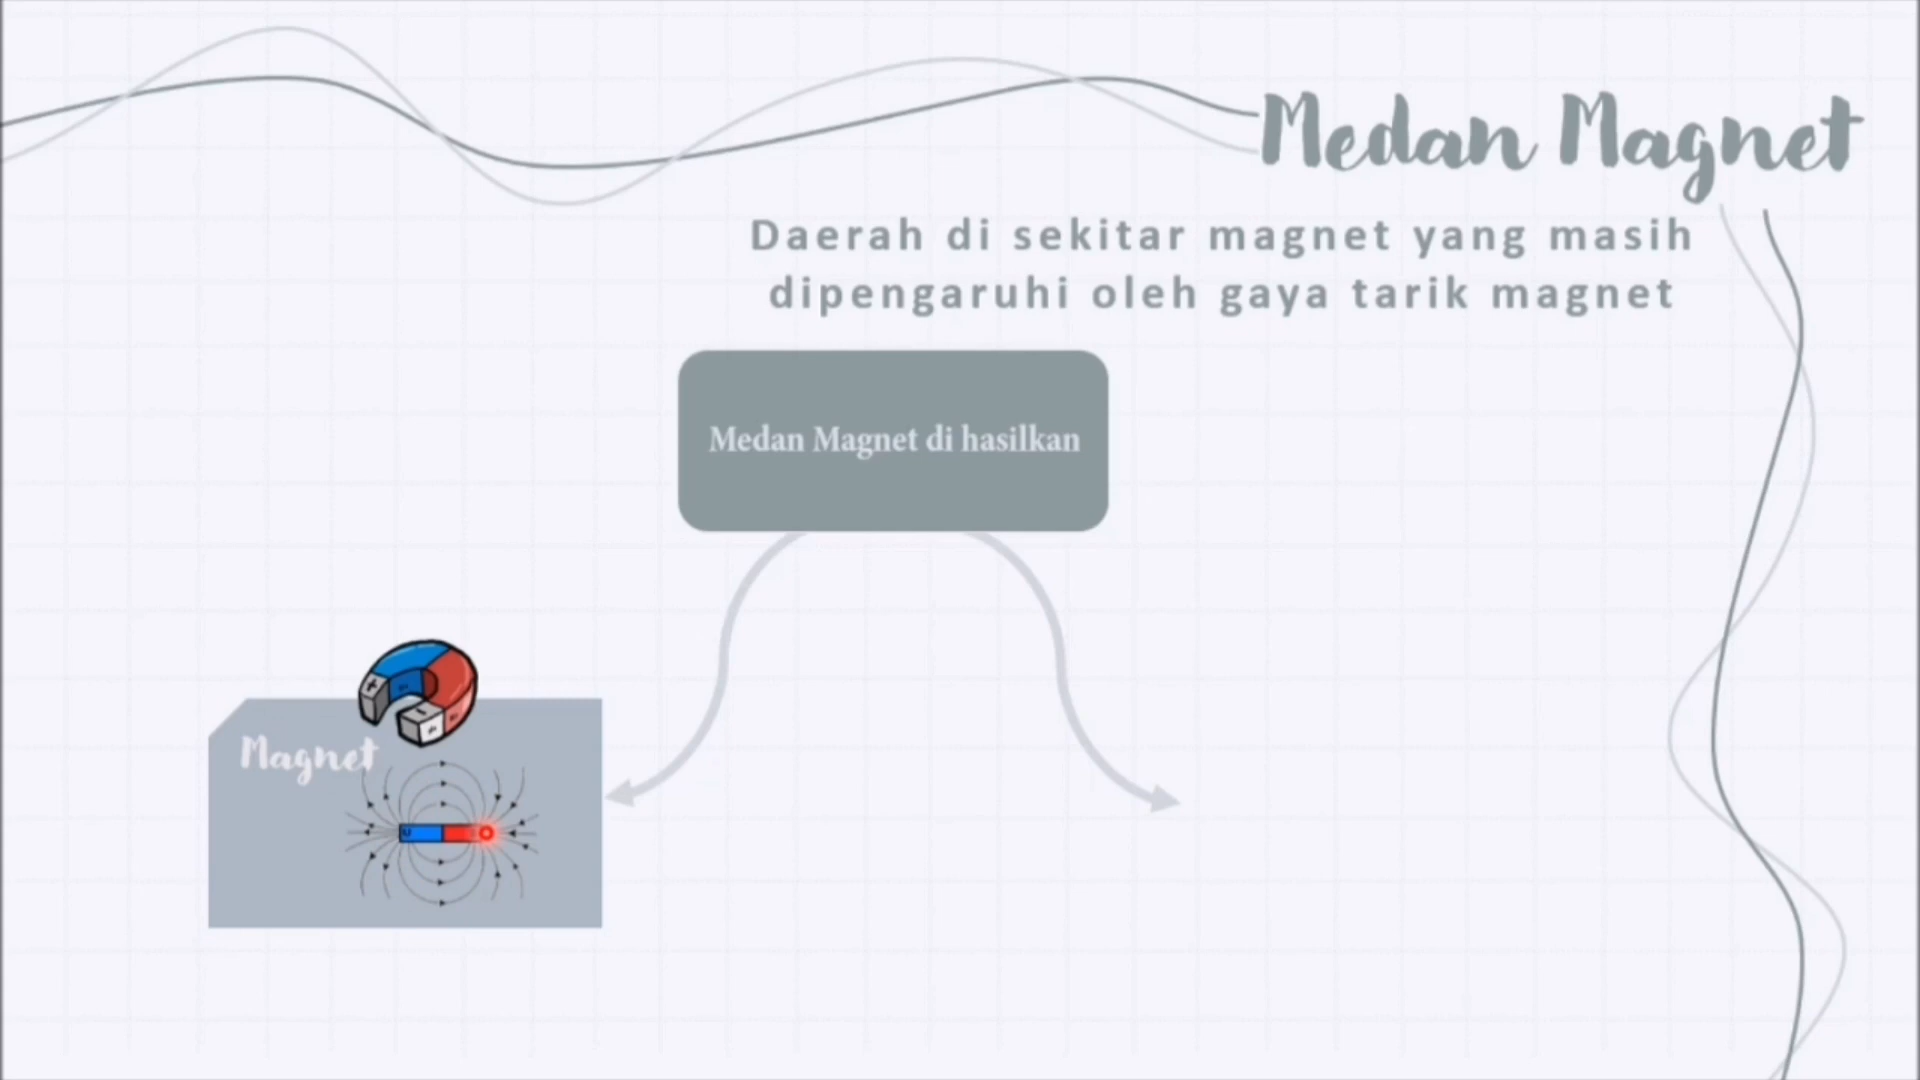 Medan Magnet
Daerah di sekitar magnet yang masih
dipengaruhi oleh gaya tarik magnet
Medan Magnet di hasilkan
Magnet
U